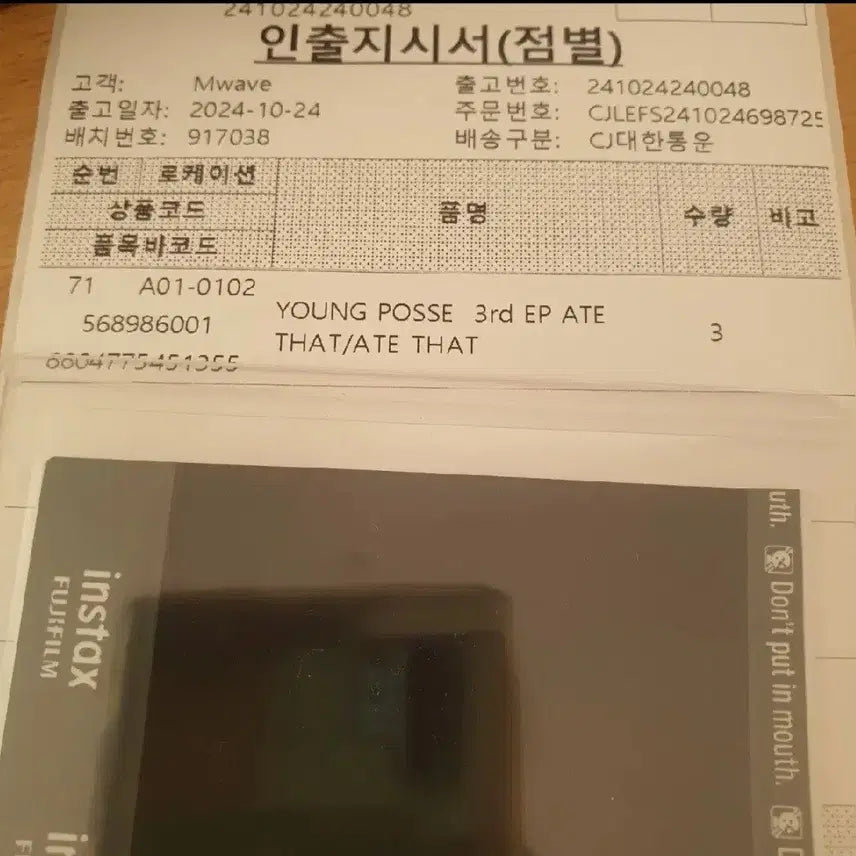 241024240048
인출지시서(점별)
고객: Mwave 출고번호: 241024240048
출고일자: 2024-10-24 주문번호: CJLEFS241024698725
배치번호: 917038 배송구분: CJ대한통운
순번 로케이션
상품코드 품명 수량 비고
품목바코드
71 A01-0102
568986001 YOUNG POSSE 3rd EP ATE
THAT/ATE THAT 3
instax
FUJIFILM
uth.
Don't put in mouth.